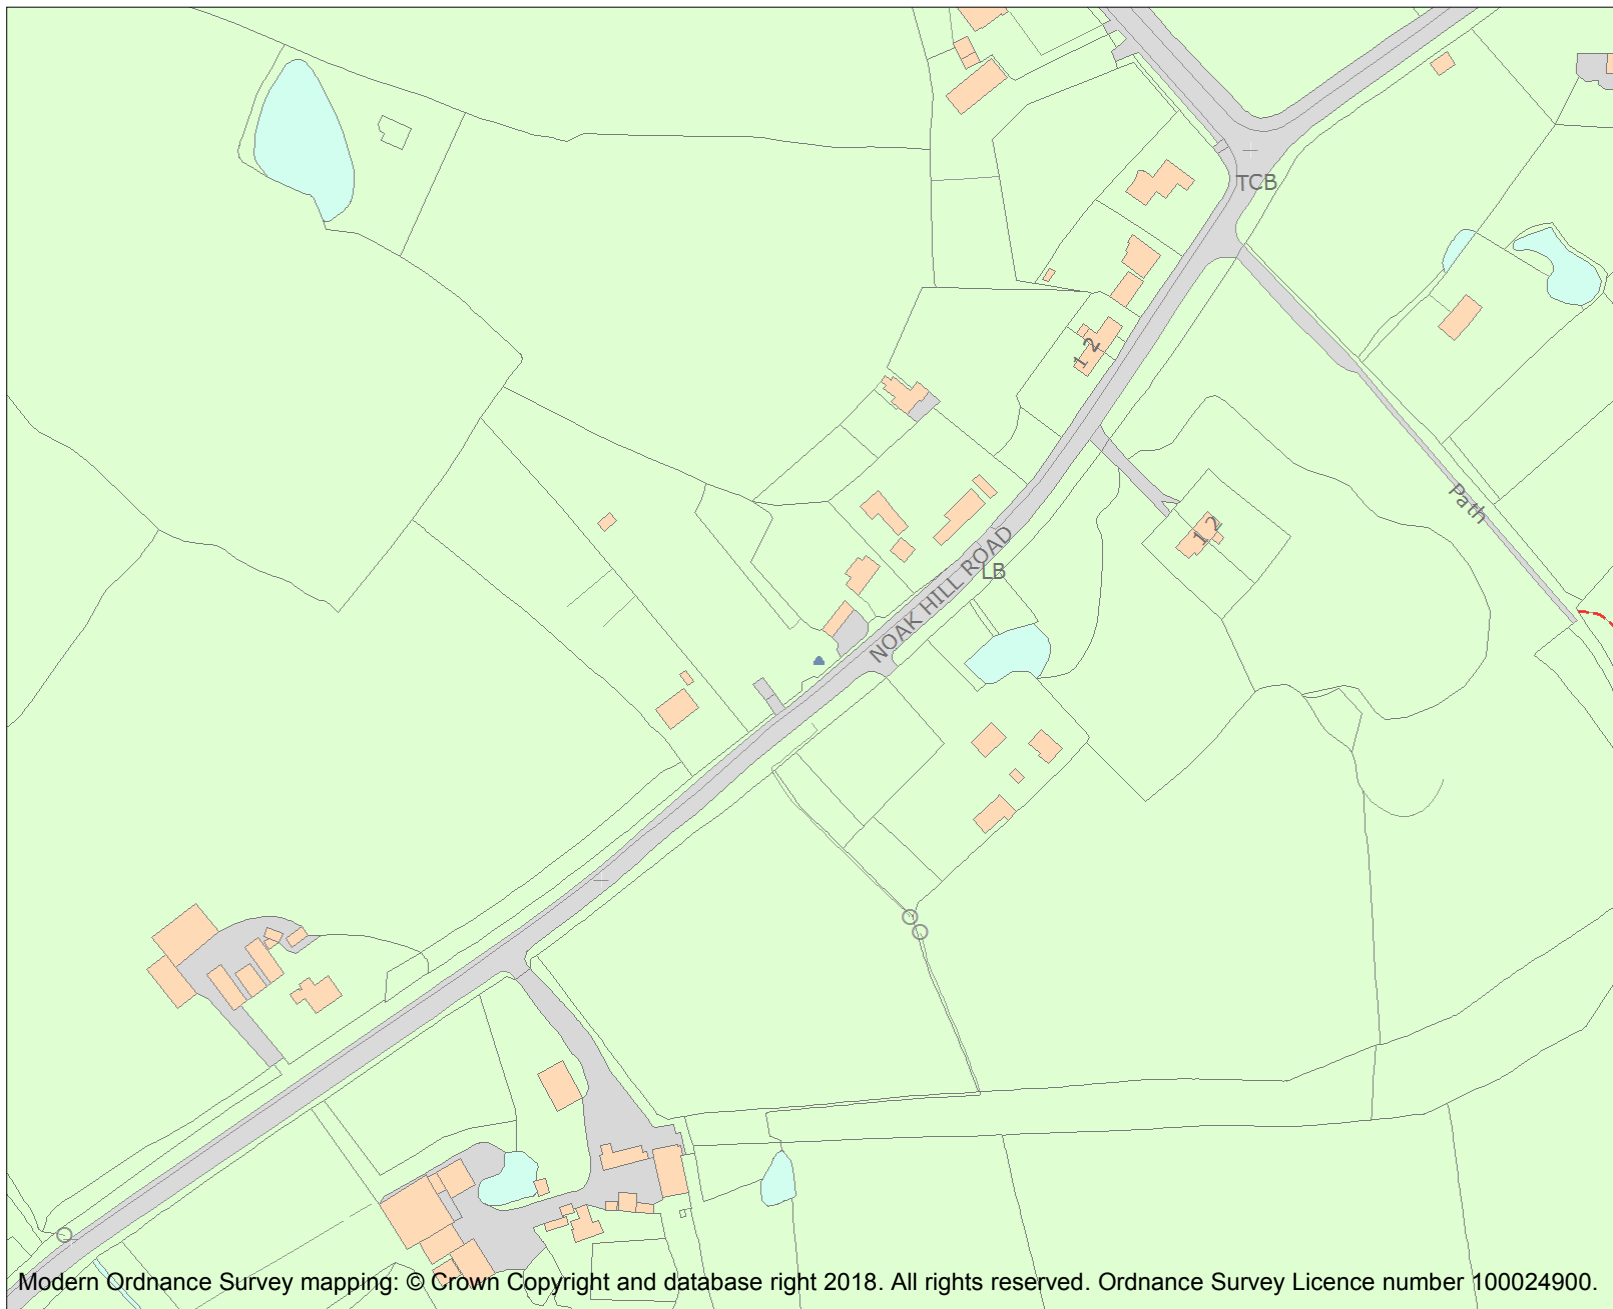 TCB
1 2
Path
1 2
NOAK HILL ROAD
LB
Modern Ordnance Survey mapping: © Crown Copyright and database right 2018. All rights reserved. Ordnance Survey Licence number 100024900.